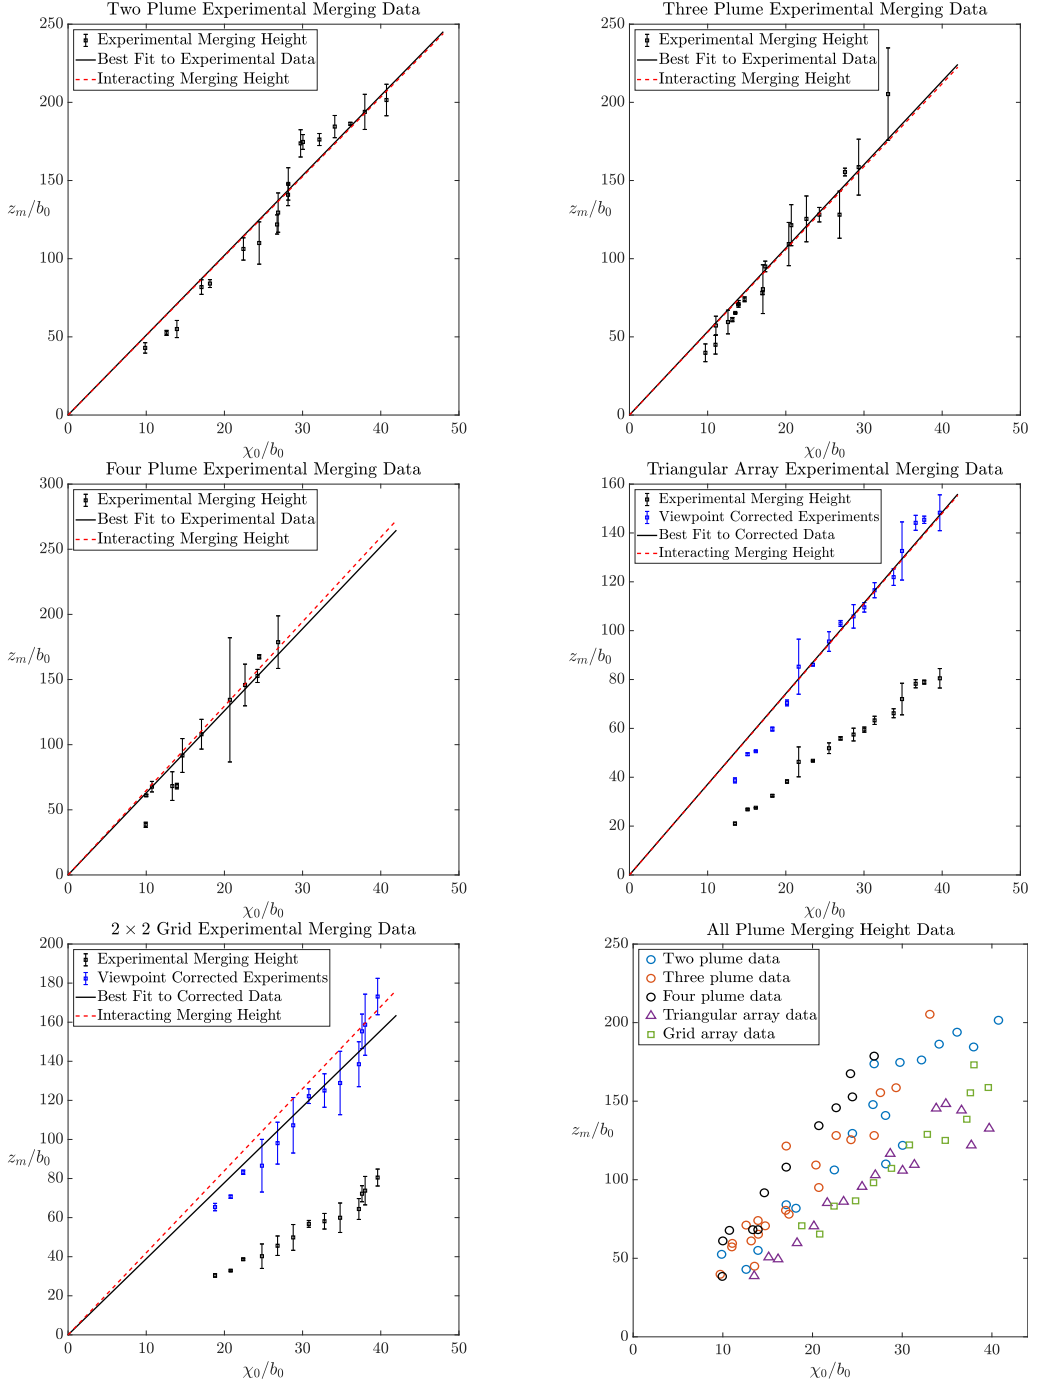 Two Plume Experimental Merging Data
250
200
150
100
50
0
z_m/b_0
Experimental Merging Height
Best Fit to Experimental Data
Interacting Merging Height
0 10 20 30 40 50
χ_0/b_0
Three Plume Experimental Merging Data
250
200
150
100
50
0
z_m/b_0
Experimental Merging Height
Best Fit to Experimental Data
Interacting Merging Height
0 10 20 30 40 50
χ_0/b_0
Four Plume Experimental Merging Data
300
250
200
150
100
50
0
z_m/b_0
Experimental Merging Height
Best Fit to Experimental Data
Interacting Merging Height
0 10 20 30 40 50
χ_0/b_0
Triangular Array Experimental Merging Data
160
140
120
100
80
60
40
20
0
z_m/b_0
Experimental Merging Height
Viewpoint Corrected Experiments
Best Fit to Corrected Data
Interacting Merging Height
0 10 20 30 40 50
χ_0/b_0
2 × 2 Grid Experimental Merging Data
200
180
160
140
120
100
80
60
40
20
0
z_m/b_0
Experimental Merging Height
Viewpoint Corrected Experiments
Best Fit to Corrected Data
Interacting Merging Height
0 10 20 30 40 50
χ_0/b_0
All Plume Merging Height Data
250
200
150
100
50
0
z_m/b_0
Two plume data
Three plume data
Four plume data
Triangular array data
Grid array data
0 10 20 30 40
χ_0/b_0